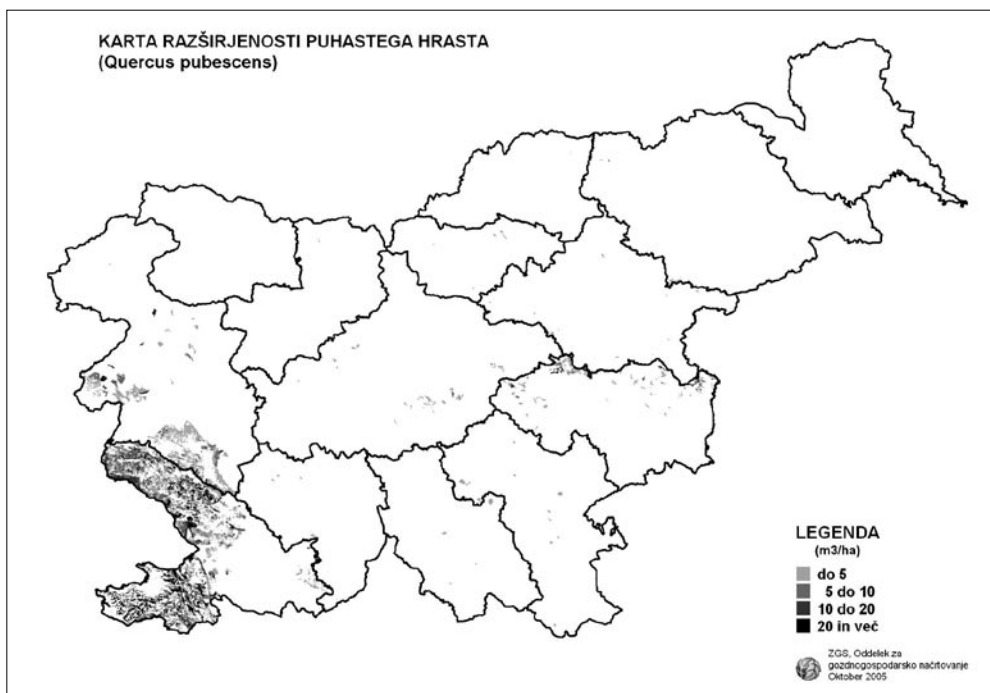 KARTA RAZŠIRJENOSTI PUHASTEGA HRASTA
(Quercus pubescens)
LEGENDA
(m3/ha)
do 5
5 do 10
10 do 20
20 in več
ZGS, Oddelek za
gozdnogospodarsko načrtovanje
Oktober 2005